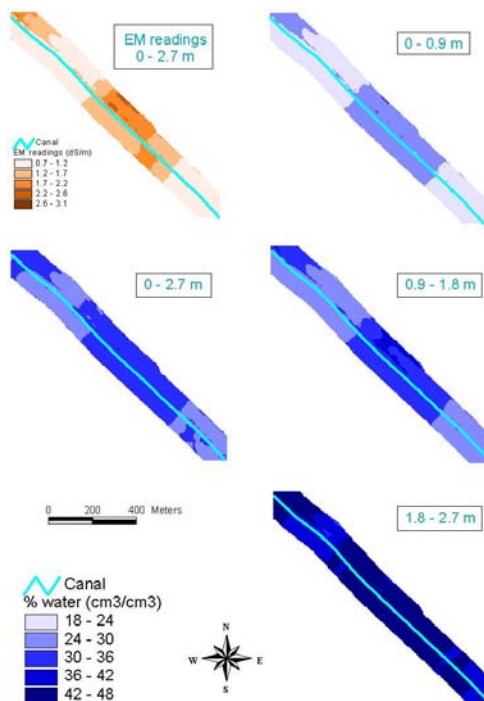 EM readings
0 - 2.7 m
0 - 0.9 m
Canal
EM readings (dS/m)
0.7 - 1.2
1.2 - 1.7
1.7 - 2.2
2.2 - 2.6
2.6 - 3.1
0 - 2.7 m
0.9 - 1.8 m
0 200 400 Meters
1.8 - 2.7 m
Canal
% water (cm3/cm3)
18 - 24
24 - 30
30 - 36
36 - 42
42 - 48
N
W E
S